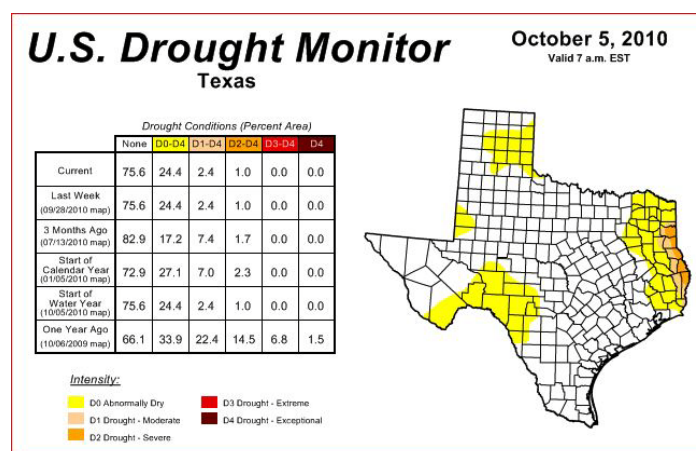 U.S. Drought Monitor
Texas
October 5, 2010
Valid 7 a.m. EST
Drought Conditions (Percent Area)
None D0-D4 D1-D4 D2-D4 D3-D4 D4
Current 75.6 24.4 2.4 1.0 0.0 0.0
Last Week (09/28/2010 map) 75.6 24.4 2.4 1.0 0.0 0.0
3 Months Ago (07/13/2010 map) 82.9 17.2 7.4 1.7 0.0 0.0
Start of Calendar Year (01/05/2010 map) 72.9 27.1 7.0 2.3 0.0 0.0
Start of Water Year (10/05/2010 map) 75.6 24.4 2.4 1.0 0.0 0.0
One Year Ago (10/06/2009 map) 66.1 33.9 22.4 14.5 6.8 1.5
Intensity:
D0 Abnormally Dry
D1 Drought - Moderate
D2 Drought - Severe
D3 Drought - Extreme
D4 Drought - Exceptional